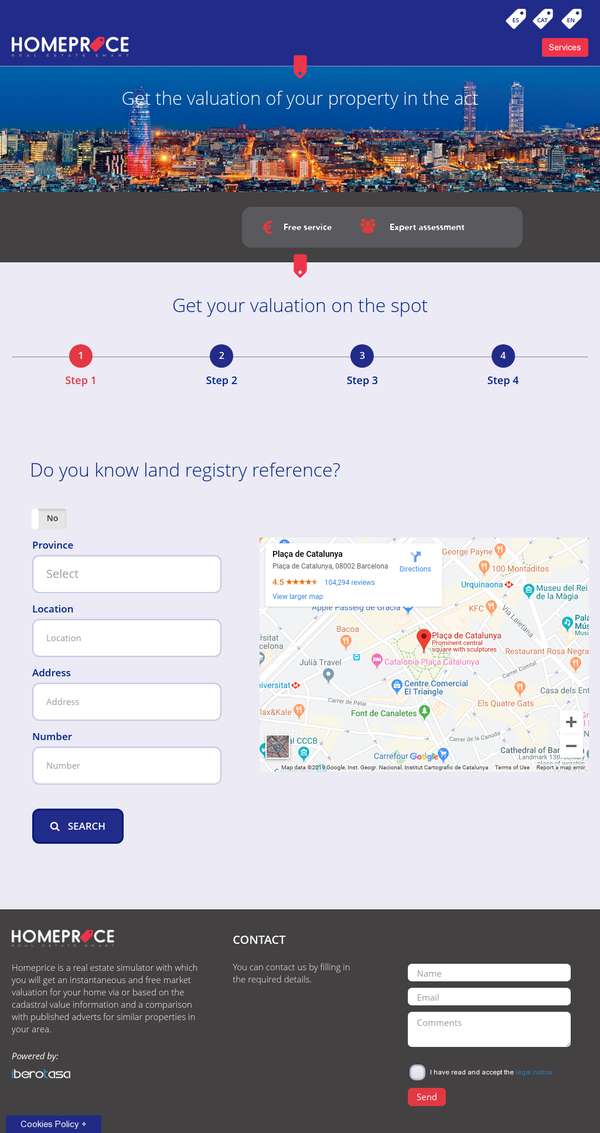 ES
CAT
EN
HOMEPRICE
REAL ESTATE SMART
Services
Get the valuation of your property in the act
Free service
Expert assessment
Get your valuation on the spot
1
2
3
4
Step 1
Step 2
Step 3
Step 4
Do you know land registry reference?
No
Province
Select
Location
Location
Address
Address
Number
Number
SEARCH
Plaça de Catalunya
Plaça de Catalunya, 08002 Barcelona
Directions
4.5
104,294 reviews
View larger map
George Payne
100 Montaditos
Urquinaona
Museu del Rei
de la Màgia
Apple Passeig de Gràcia
KFC
Via Laietana
Bacoa
Plaça de Catalunya
Prominent central
square with sculptures
Restaurant Rosa Negra
Julià Travel
Catalonia Plaça Catalunya
Universitat
Centre Comercial
El Triangle
Casa dels Ent
Carrer de Pelai
Els Quatre Gats
Font de Canaletes
CCCB
Carrer de la Canuda
Carrefour
Google
Cathedral of Bar
Map data ©2019 Google, Inst. Geogr. Nacional, Institut Cartogràfic de Catalunya
Terms of Use
Report a map error
HOMEPRICE
REAL ESTATE SMART
Homeprice is a real estate simulator with which
you will get an instantaneous and free market
valuation for your home via or based on the
cadastral value information and a comparison
with published adverts for similar properties in
your area.
Powered by:
iberotasa
CONTACT
You can contact us by filling in
the required details.
Name
Email
Comments
I have read and accept the legal notice
Send
Cookies Policy +